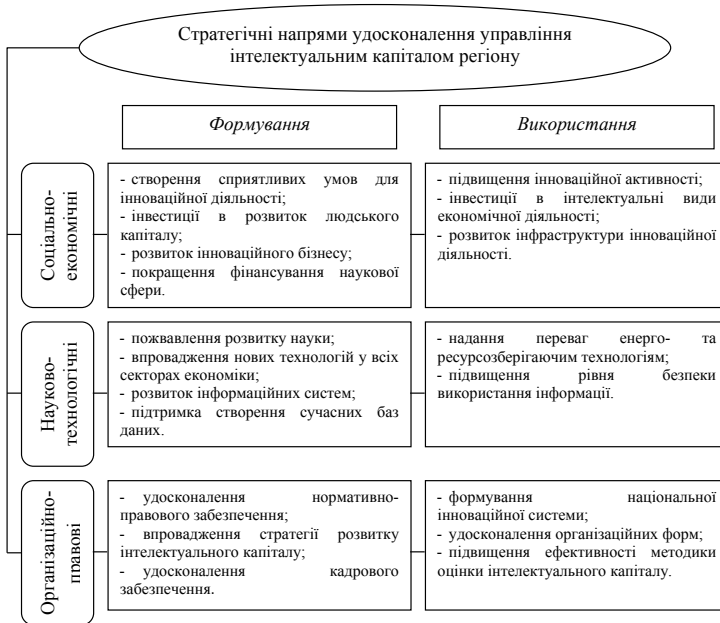 Стратегічні напрями удосконалення управління
інтелектуальним капіталом регіону
Формування
Використання
Соціально-
економічні
- створення сприятливих умов для
інноваційної діяльності;
- інвестиції в розвиток людського
капіталу;
- розвиток інноваційного бізнесу;
- покращення фінансування наукової
сфери.
- підвищення інноваційної активності;
- інвестиції в інтелектуальні види
економічної діяльності;
- розвиток інфраструктури інноваційної
діяльності.
Науково-
технологічні
- пожвавлення розвитку науки;
- впровадження нових технологій у всіх
секторах економіки;
- розвиток інформаційних систем;
- підтримка створення сучасних баз
даних.
- надання переваг енерго- та
ресурсозберігаючим технологіям;
- підвищення рівня безпеки
використання інформації.
Організаційно-
правові
- удосконалення нормативно-
правового забезпечення;
- впровадження стратегії розвитку
інтелектуального капіталу;
- удосконалення кадрового
забезпечення.
- формування національної
інноваційної системи;
- удосконалення організаційних форм;
- підвищення ефективності методики
оцінки інтелектуального капіталу.